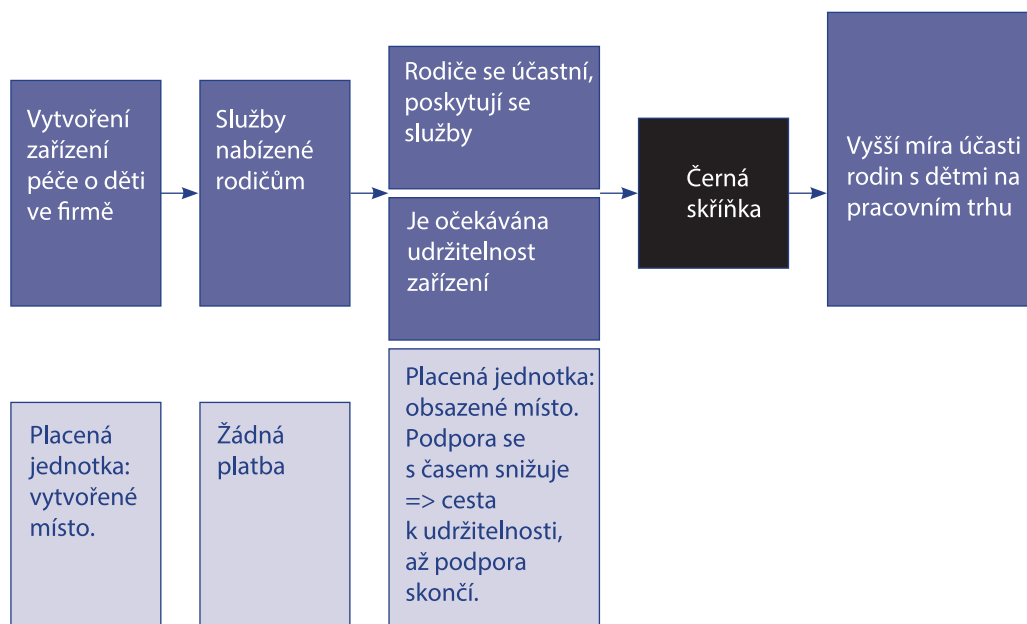 Vytvoření
zařízení
péče o děti
ve firmě
Služby
nabízené
rodičům
Rodiče se účastní,
poskytují se
služby
Je očekávána
udržitelnost
zařízení
Černá
skříňka
Vyšší míra účasti
rodin s dětmi na
pracovním trhu
Placená
jednotka:
vytvořené
místo.
Žádná
platba
Placená jednotka:
obsazené místo.
Podpora se
s časem snižuje
=> cesta
k udržitelnosti,
až podpora
skončí.